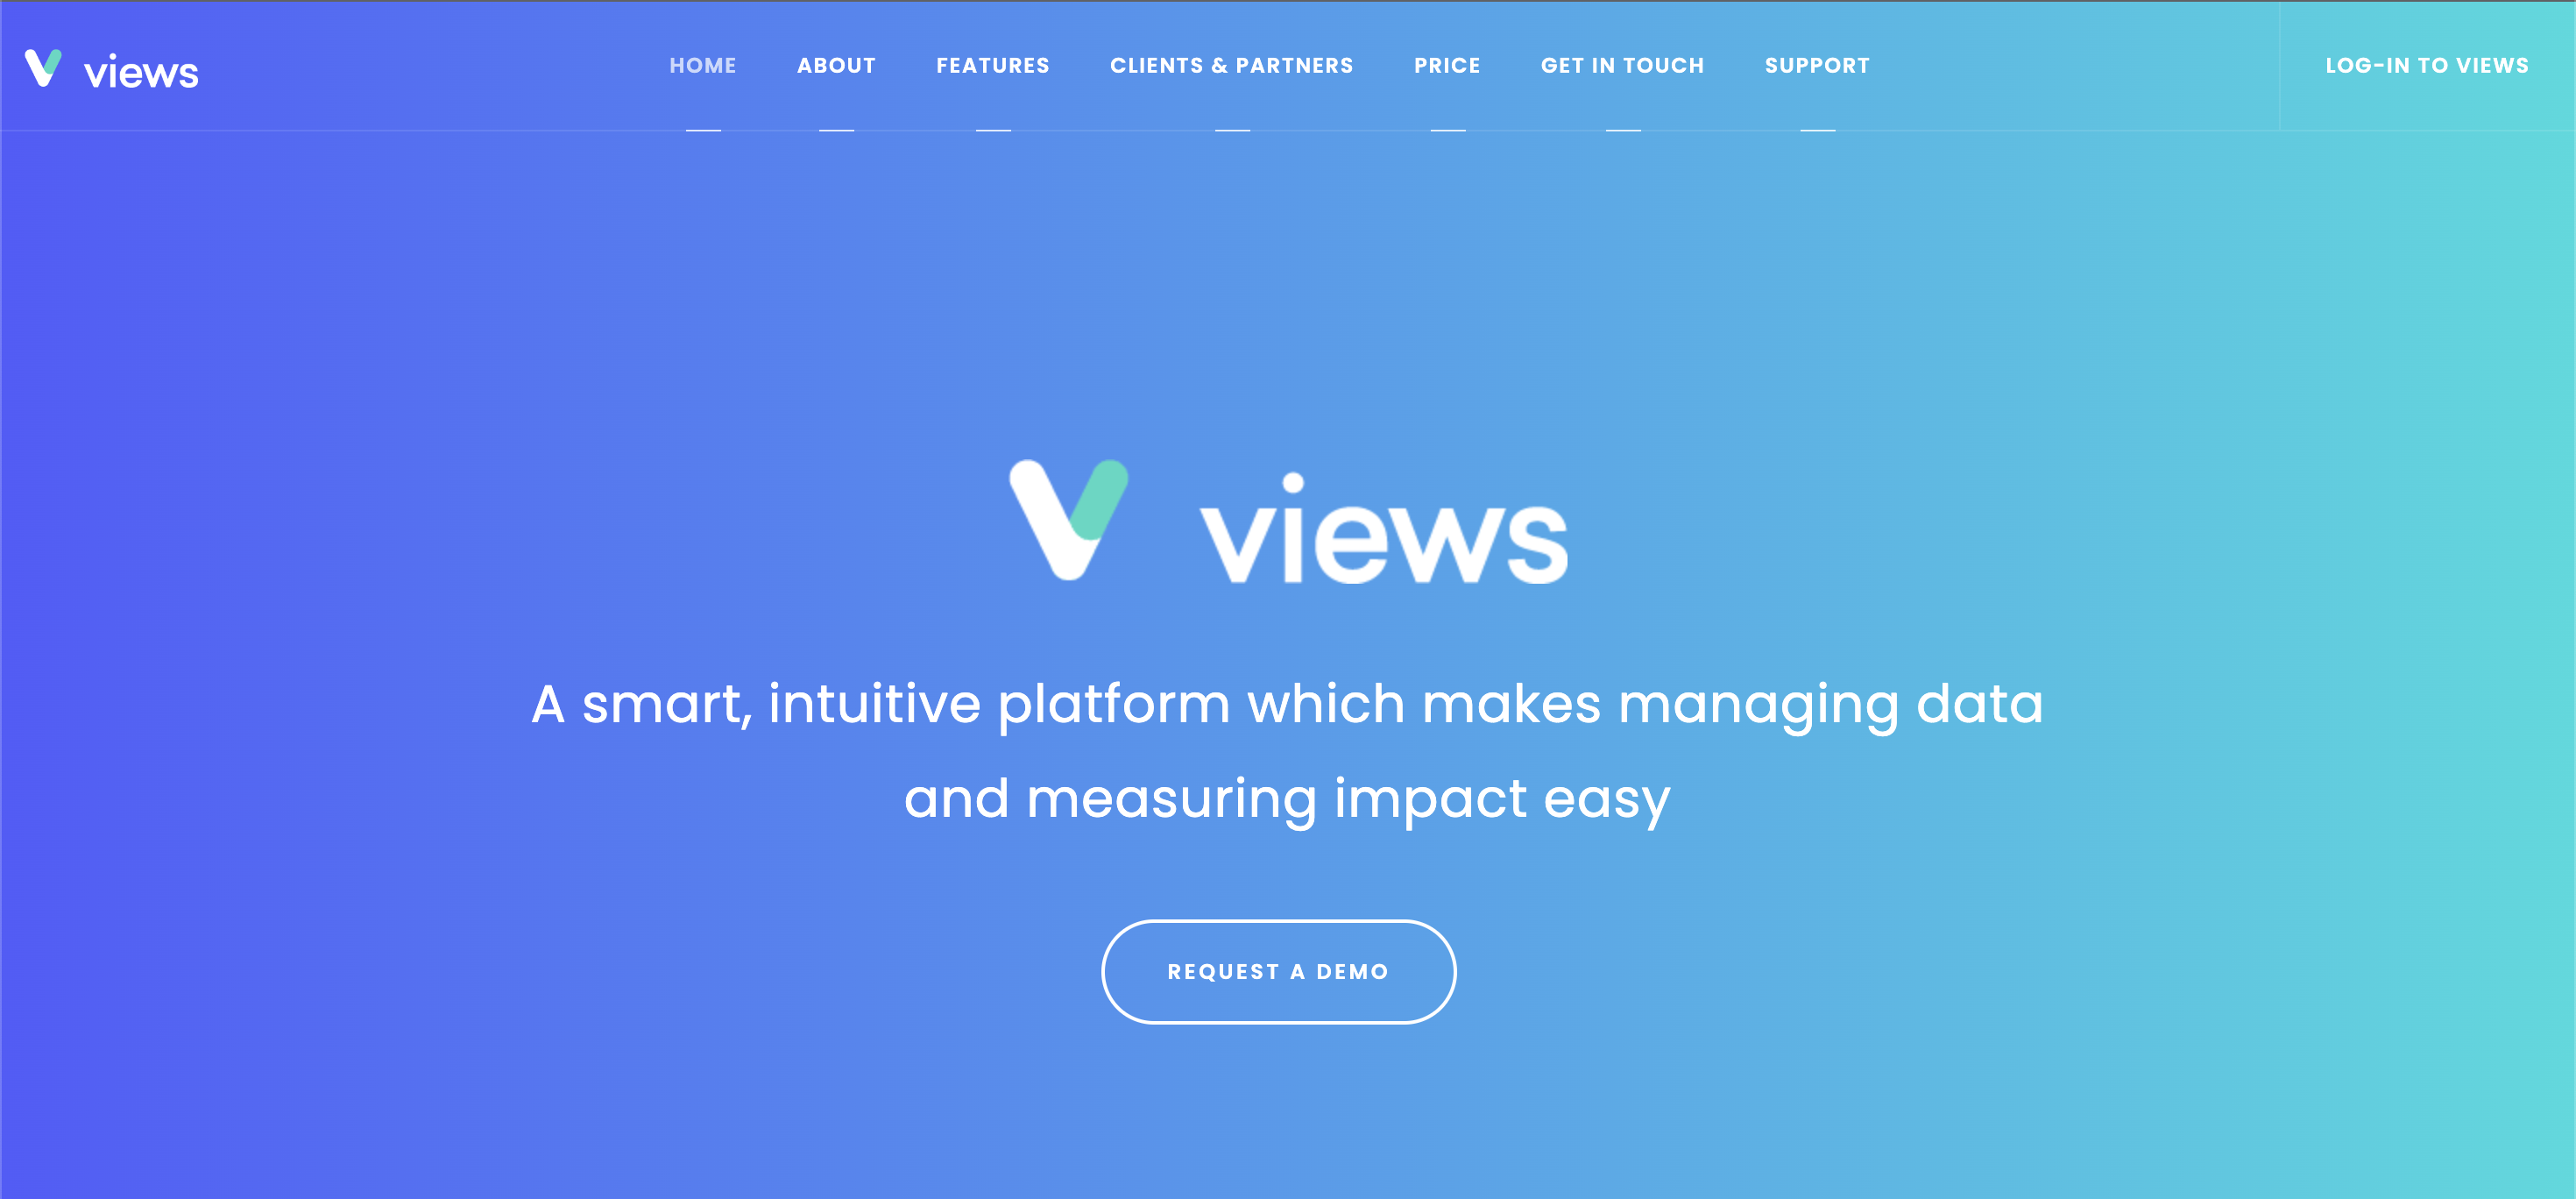 views
HOME ABOUT FEATURES CLIENTS & PARTNERS PRICE GET IN TOUCH SUPPORT LOG-IN TO VIEWS
views
A smart, intuitive platform which makes managing data
and measuring impact easy
REQUEST A DEMO